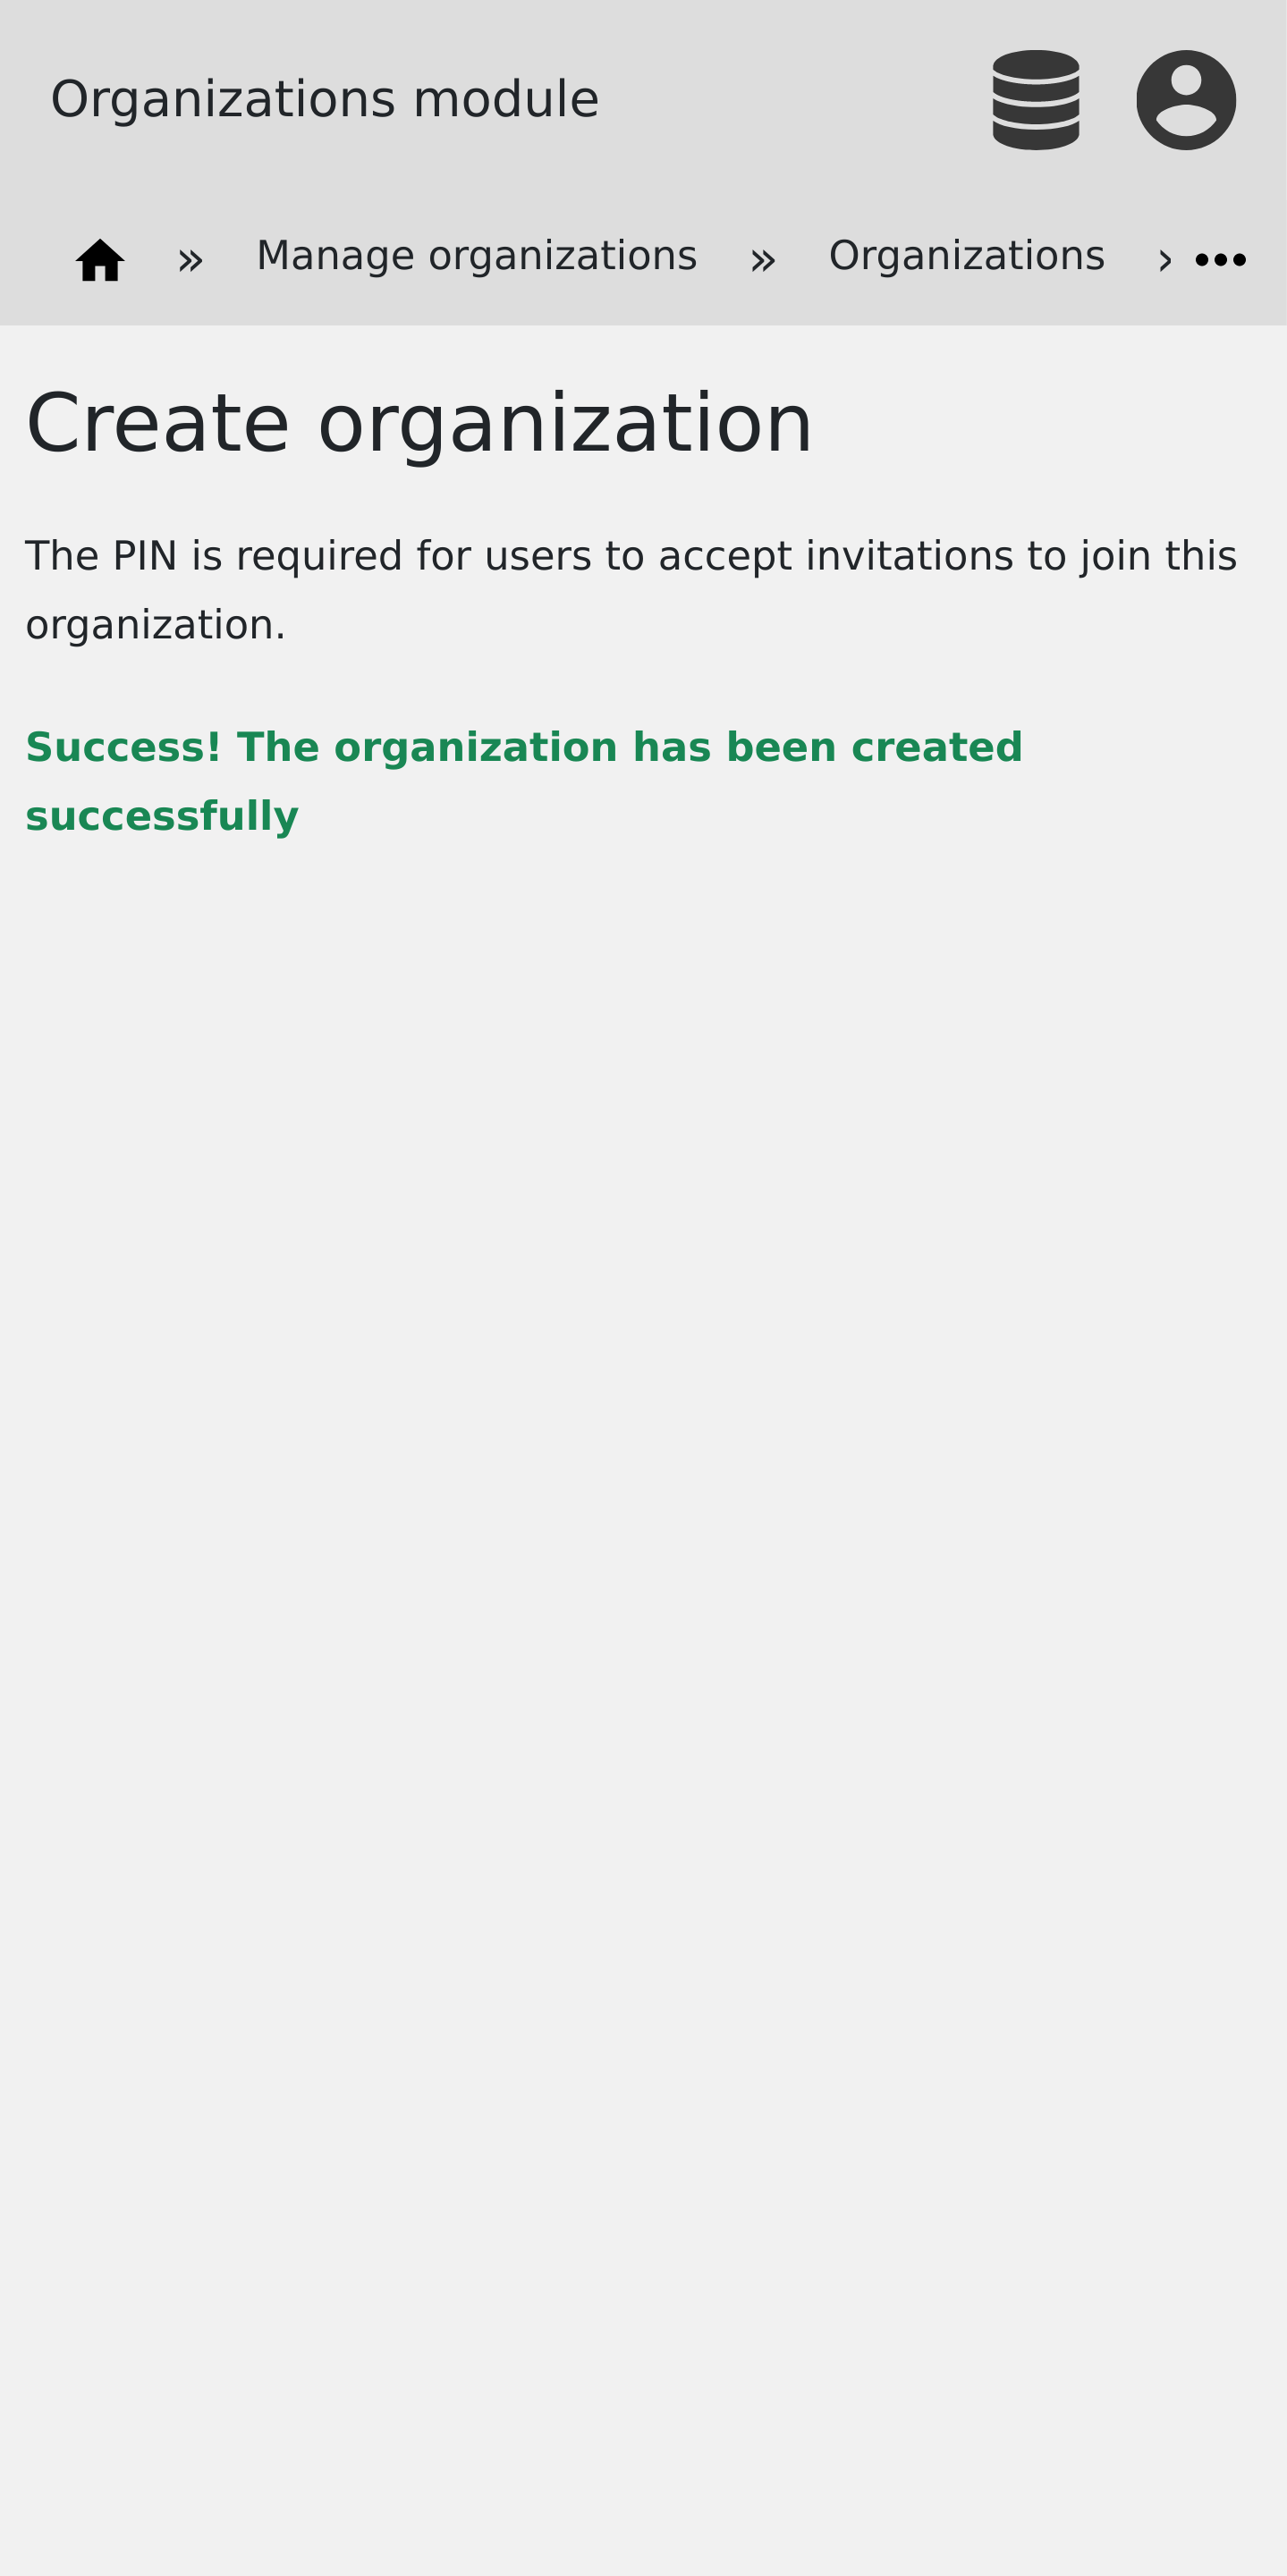 Organizations module
» Manage organizations » Organizations › •••
Create organization
The PIN is required for users to accept invitations to join this
organization.
Success! The organization has been created
successfully